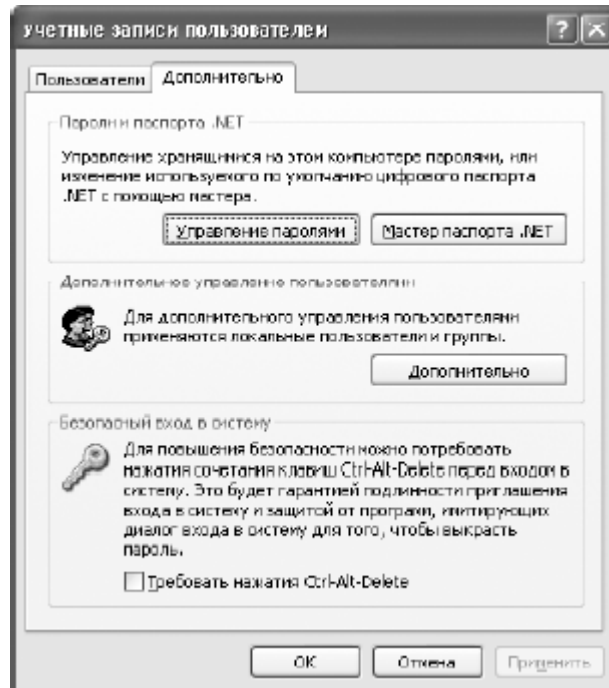 Учетные записи пользователей
Пользователи Дополнительно
Пароли и паспорта .NET
Управление хранящимися на этом компьютере паролями, или
изменение используемого по умолчанию цифрового паспорта
.NET с помощью мастера.
Управление паролями Мастер паспорта .NET
Дополнительное управление пользователями
Для дополнительного управления пользователями
применяются локальные пользователи и группы.
Дополнительно
Безопасный вход в систему
Для повышения безопасности можно потребовать
нажатия сочетания клавиш Ctrl-Alt-Delete перед входом в
систему. Это будет гарантией подлинности приглашения
входа в систему и защитой от программ, имитирующих
диалог входа в систему для того, чтобы выкрасть
пароль.
Требовать нажатия Ctrl-Alt-Delete
ОК Отмена Применить